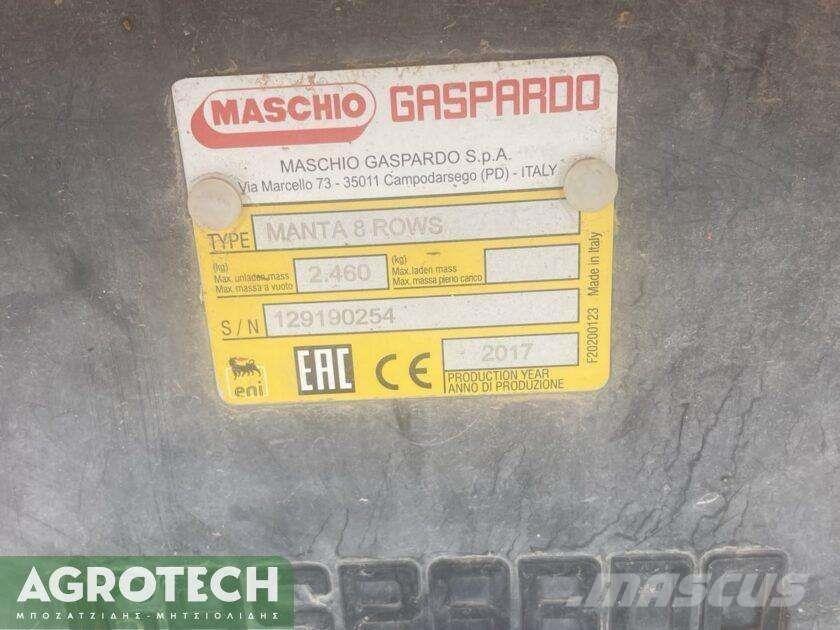 MASCHIO GASPARDO
MASCHIO GASPARDO S.p.A.
Via Marcello 73 - 35011 Campodarsego (PD) - ITALY
TYPE MANTA 8 ROWS
(kg) Max. unladen mass Max. massa a vuoto 2.460 (kg) Max. laden mass Max. massa pieno carico
S/N 129190254
eni EAC CE 2017
PRODUCTION YEAR
ANNO DI PRODUZIONE
F20200123 Made in Italy
GASPARDO
AGROTECH
ΜΠΟΖΑΤΖΙΔΗΣ-ΜΗΤΣΙΟΛΙΔΗΣ
MASCUS